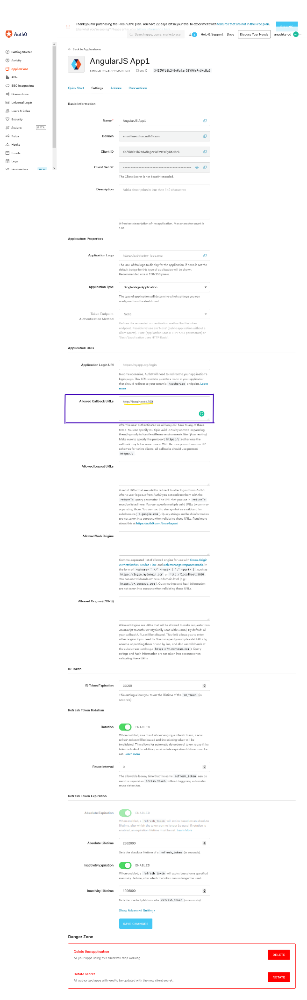 Thank you for purchasing the Free Auth0 plan. You have 22 days left in your trial to experiment with features that are not in the Free plan.
Like what you're seeing? Please enter your billing information here.
BILLING
Auth0
Search apps, users, marketplace
1
Help & Support
Docs
Discuss Your Needs
anushka-cd
Getting Started
Activity
Applications
APIs
SSO Integrations
Connections
Universal Login
Users & Roles
Security
Actions BETA
Rules
Hooks
Emails
Logs
Marketplace NEW
Back to Applications
AngularJS App1
SINGLE PAGE APPLICATION
Client ID
Quick Start Settings Addons Connections
Basic Information
Name * AngularJS App1
Domain anushka-cd.us.auth0.com
Client ID
Client Secret
The Client Secret is not base64 encoded.
Description Add a description in less than 140 characters
A free text description of the application. Max character count is
140
Application Properties
Application Logo https://path.to/my_logo.png
The URL of the logo to display for the application, if none is set the
default badge for this type of application will be shown.
Recommended size is 150x150 pixels.
Application Type Single Page Application
The type of application will determine which settings you can
configure from the dashboard.
Token Endpoint
Authentication Method
None
Defines the requested authentication method for the token
endpoint. Possible values are 'None' (public application without a
client secret), 'Post' (application uses HTTP POST parameters) or
'Basic' (application uses HTTP Basic)
Application URIs
Application Login URI https://myapp.org/login
In some scenarios, Auth0 will need to redirect to your application's
login page. This URI needs to point to a route in your application
that should redirect to your tenant's /authorize endpoint. Learn
more
Allowed Callback URLs http://localhost:4200
After the user authenticates we will only call back to any of these
URLs. You can specify multiple valid URLs by comma-separating
them (typically to handle different environments like QA or testing)
Make sure to specify the protocol ( https:// ) otherwise the
callback may fail in some cases. With the exception of custom URI
schemes for native clients, all callbacks should use protocol
https://
Allowed Logout URLs
A set of URLs that are valid to redirect to after logout from Auth0
After a user logs out from Auth0 you can redirect them with the
returnTo query parameter. The URL that you use in returnTo
must be listed here. You can specify multiple valid URLs by comma-
separating them. You can use the star symbol as a wildcard for
subdomains ( *.google.com ). Query strings and hash information
are not taken into account when validating these URLs. Read more
about this at https://auth0.com/docs/logout
Allowed Web Origins
Comma-separated list of allowed origins for use with Cross-Origin
Authentication, Device Flow, and web message response mode, in
the form of <scheme> "://" <host> [ ":" <port> ] , such as
https://login.mydomain.com or http://localhost:3000 .
You can use wildcards at the subdomain level (e.g.:
https://*.contoso.com ). Query strings and hash information
are not taken into account when validating these URLs.
Allowed Origins (CORS)
Allowed Origins are URLs that will be allowed to make requests from
JavaScript to Auth0 API (typically used with CORS). By default, all
your callback URLs will be allowed. This field allows you to enter
other origins if you need to. You can specify multiple valid URLs by
comma-separating them or one by line, and also use wildcards at
the subdomain level (e.g.: https://*.contoso.com ). Query
strings and hash information are not taken into account when
validating these URLs.
ID Token
ID Token Expiration 36000
This setting allows you to set the lifetime of the id_token (in
seconds)
Refresh Token Rotation
Rotation ENABLED
When enabled, as a result of exchanging a refresh token, a new
refresh token will be issued and the existing token will be
invalidated. This allows for automatic detection of token reuse if the
token is leaked. In addition, an absolute expiration lifetime must be
set. Learn more
Reuse Interval 0
The allowable leeway time that the same refresh_token can be
used to request an access_token without triggering automatic
reuse detection.
Refresh Token Expiration
Absolute Expiration ENABLED
When enabled, a refresh_token will expire based on an absolute
lifetime, after which the token can no longer be used. If rotation is
enabled, an expiration lifetime must be set. Learn More
Absolute Lifetime 2592000
Sets the absolute lifetime of a refresh_token (in seconds)
Inactivity Expiration ENABLED
When enabled, a refresh_token will expire based on a specified
inactivity lifetime, after which the token can no longer be used.
Inactivity Lifetime 1296000
Sets the inactivity lifetime of a refresh_token (in seconds).
Show Advanced Settings
SAVE CHANGES
Danger Zone
Delete this application
All your apps using this client will stop working.
DELETE
Rotate secret
All authorized apps will need to be updated with the new client secret.
ROTATE